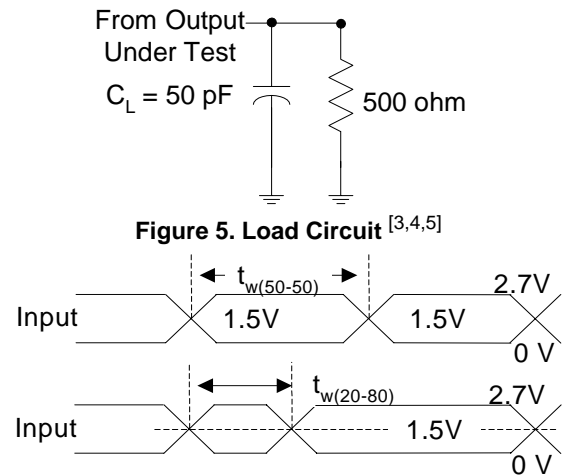 From Output
Under Test
C_L = 50 pF
500 ohm
Figure 5. Load Circuit [3,4,5]
t_w(50-50)
2.7V
Input
1.5V
1.5V
0 V
t_w(20-80)
2.7V
Input
1.5V
0 V